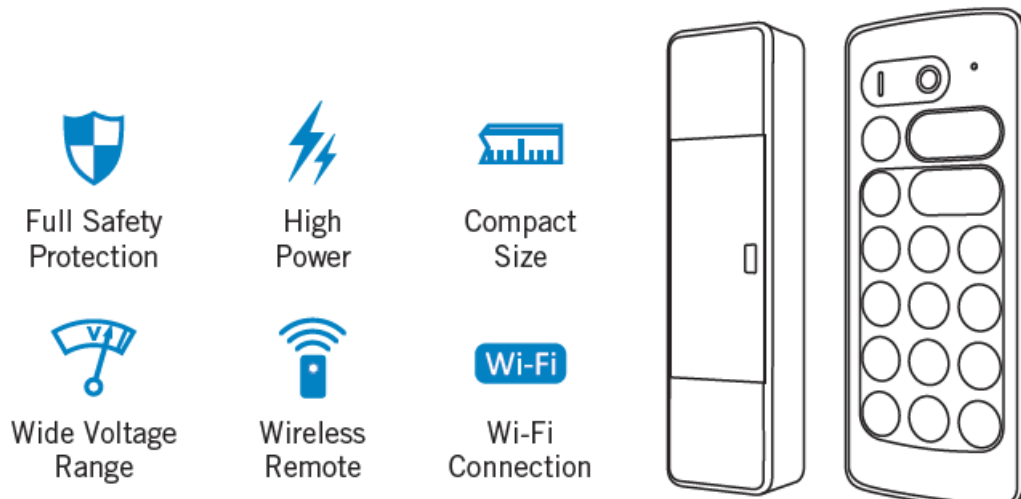 Full Safety
Protection
High
Power
Compact
Size
V
Wide Voltage
Range
Wireless
Remote
Wi-Fi
Wi-Fi
Connection